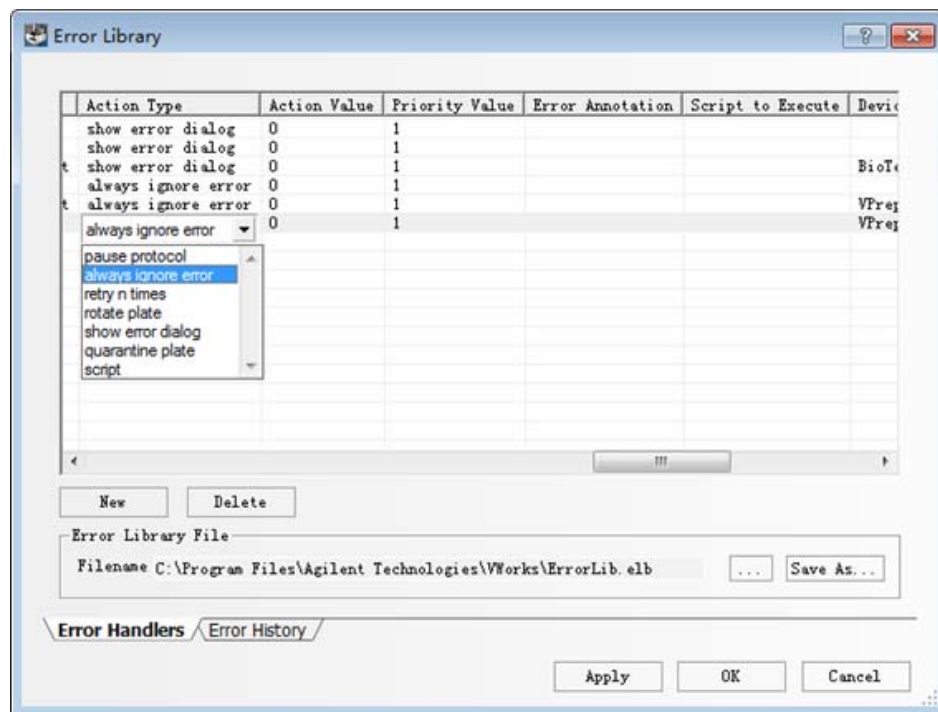 Error Library
Action Type Action Value Priority Value Error Annotation Script to Execute Devic
show error dialog 0 1
show error dialog 0 1
t show error dialog 0 1 BioTe
always ignore error 0 1
t always ignore error 0 1 VPrep
always ignore error 0 1 VPrep
pause protocol
always ignore error
retry n times
rotate plate
show error dialog
quarantine plate
script
New Delete
Error Library File
Filename C:\Program Files\Agilent Technologies\VWorks\ErrorLib.elb ... Save As...
Error Handlers Error History
Apply OK Cancel